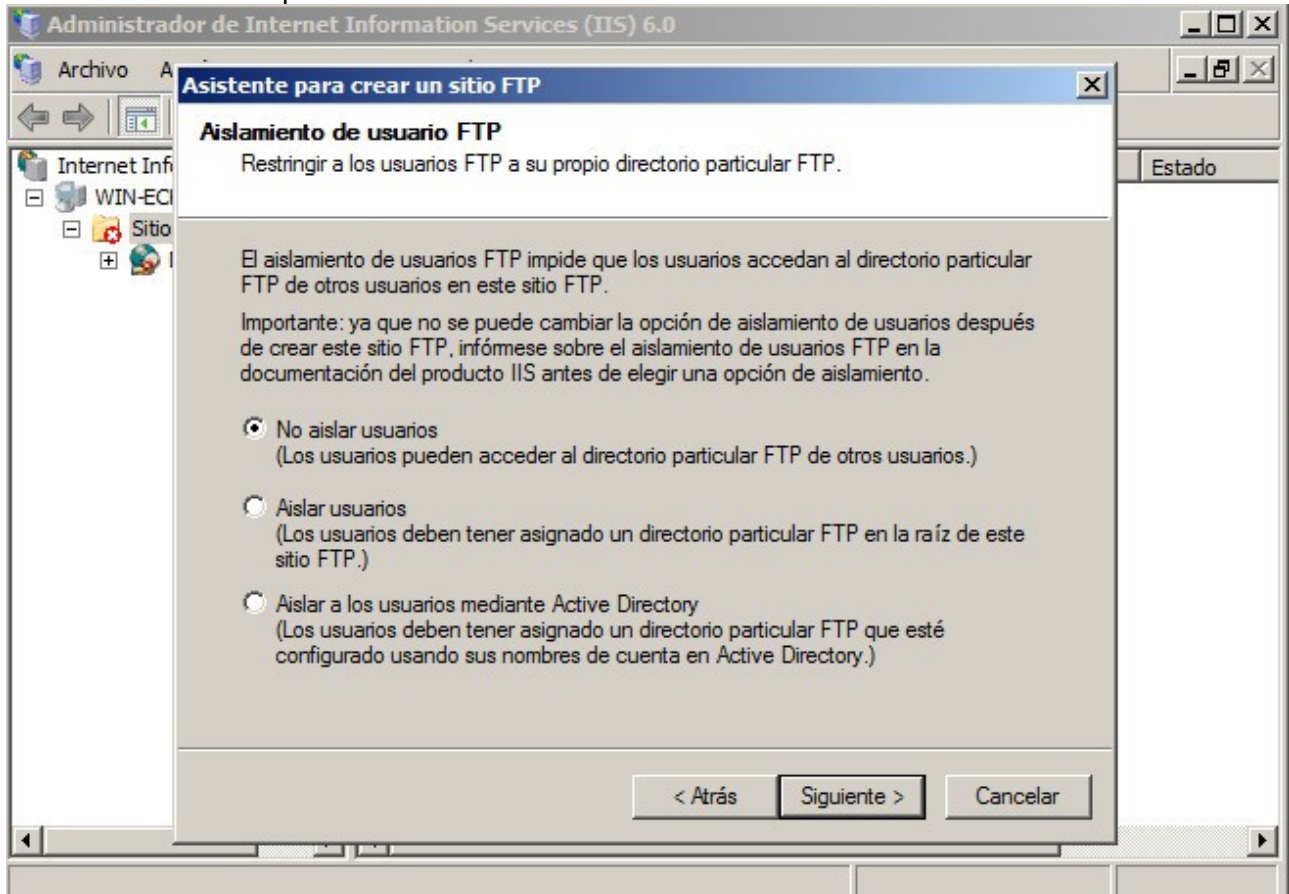 Administrador de Internet Information Services (IIS) 6.0
Archivo
Asistente para crear un sitio FTP
Aislamiento de usuario FTP
Restringir a los usuarios FTP a su propio directorio particular FTP.
Internet Inf
Estado
WIN-ECI
Sitio
El aislamiento de usuarios FTP impide que los usuarios accedan al directorio particular
FTP de otros usuarios en este sitio FTP.
Importante: ya que no se puede cambiar la opción de aislamiento de usuarios después
de crear este sitio FTP, infórmese sobre el aislamiento de usuarios FTP en la
documentación del producto IIS antes de elegir una opción de aislamiento.
No aislar usuarios
(Los usuarios pueden acceder al directorio particular FTP de otros usuarios.)
Aislar usuarios
(Los usuarios deben tener asignado un directorio particular FTP en la raíz de este
sitio FTP.)
Aislar a los usuarios mediante Active Directory
(Los usuarios deben tener asignado un directorio particular FTP que esté
configurado usando sus nombres de cuenta en Active Directory.)
< Atrás
Siguiente >
Cancelar